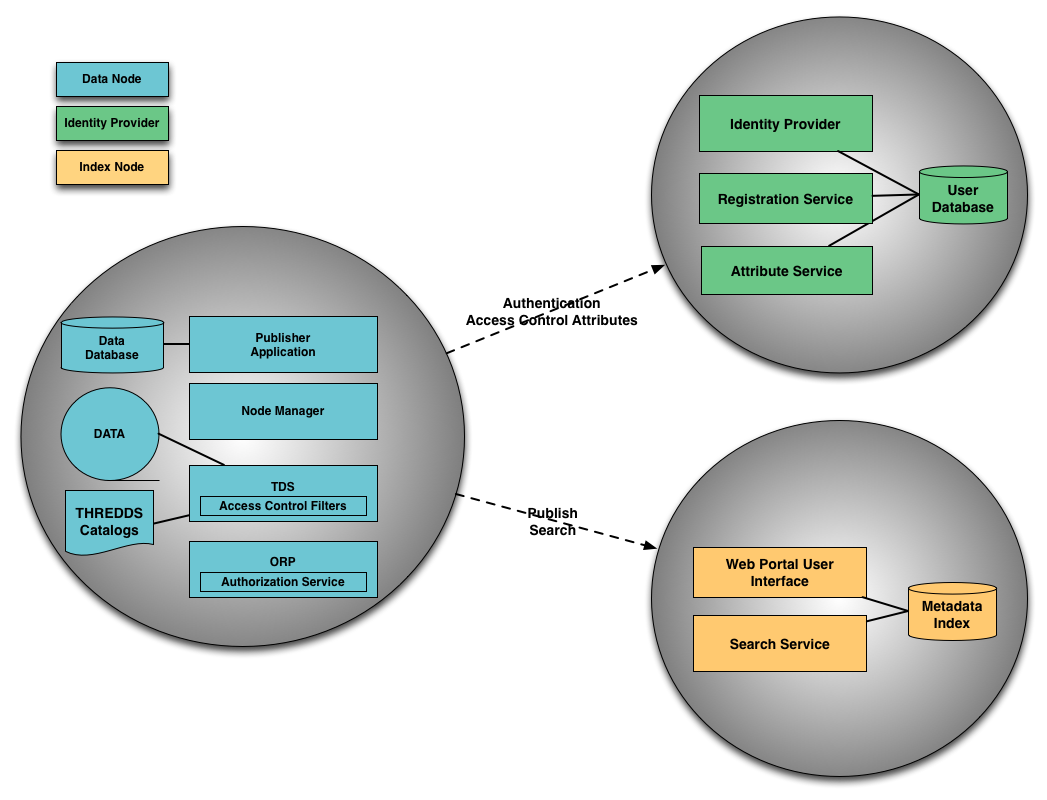 Data Node
Identity Provider
Index Node
Identity Provider
Registration Service
Attribute Service
User
Database
Authentication
Access Control Attributes
Data
Database
Publisher
Application
DATA
Node Manager
THREDDS
Catalogs
TDS
Access Control Filters
ORP
Authorization Service
Publish
Search
Web Portal User
Interface
Search Service
Metadata
Index